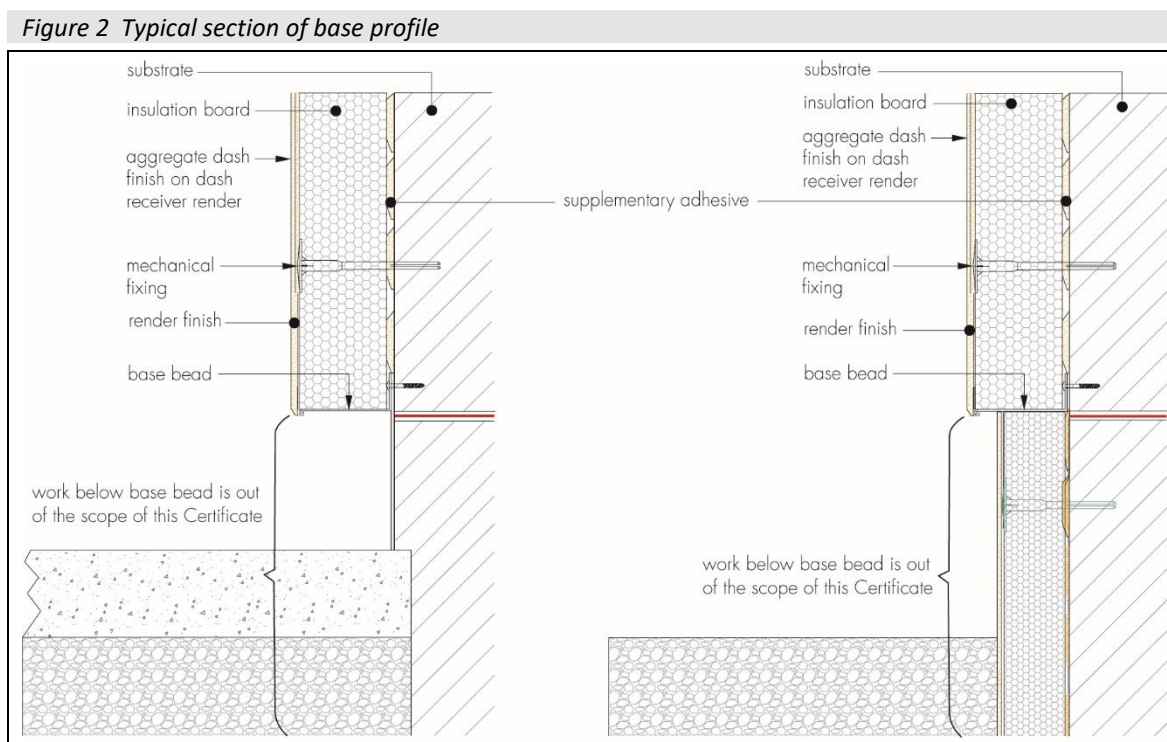 Figure 2 Typical section of base profile
substrate
insulation board
aggregate dash
finish on dash
receiver render
supplementary adhesive
mechanical
fixing
render finish
base bead
work below base bead is out
of the scope of this Certificate
substrate
insulation board
aggregate dash
finish on dash
receiver render
mechanical
fixing
render finish
base bead
work below base bead is out
of the scope of this Certificate